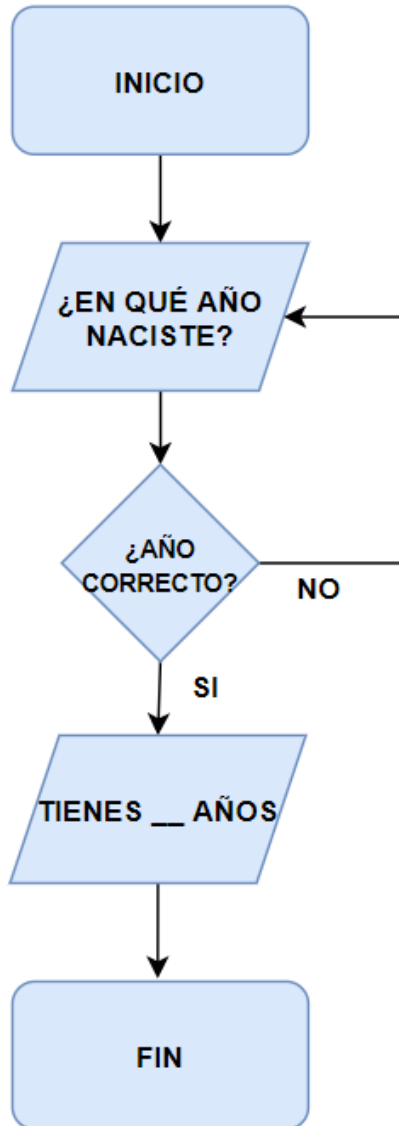 INICIO
¿EN QUÉ AÑO
NACISTE?
¿AÑO
CORRECTO?
NO
SI
TIENES __ AÑOS
FIN